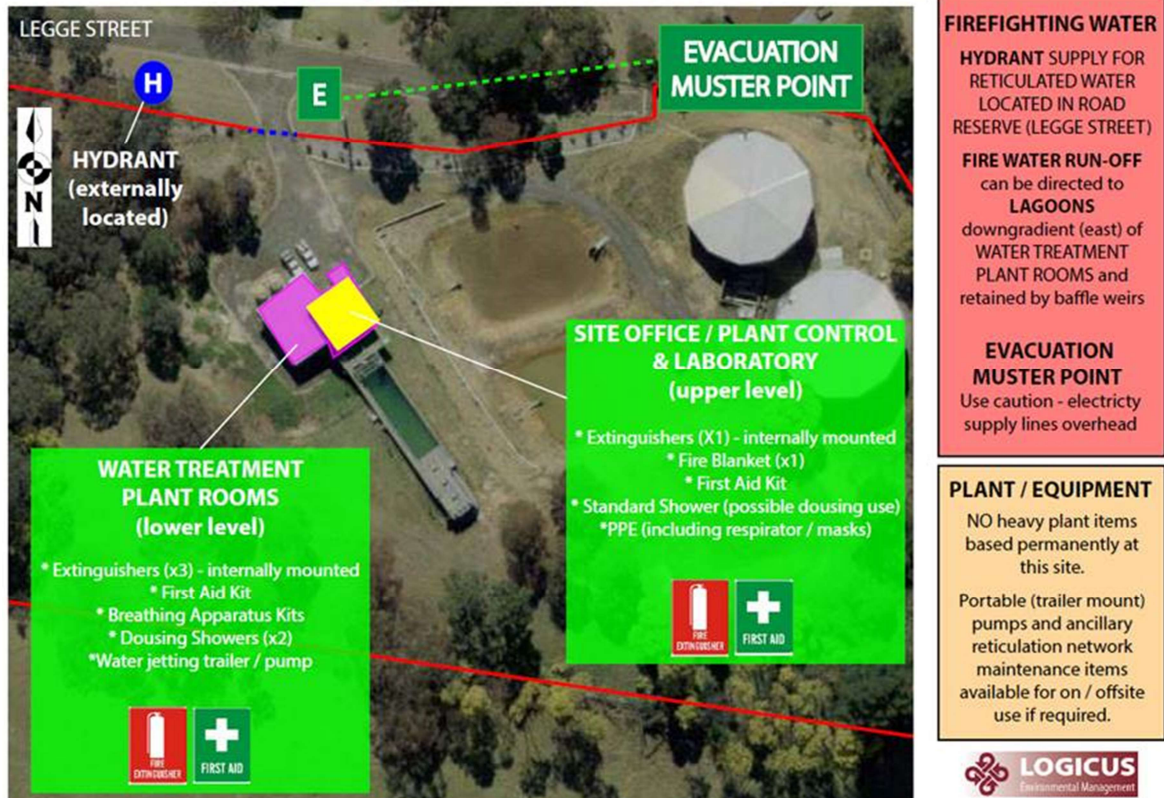 LEGGE STREET
H
E
EVACUATION
MUSTER POINT
N
HYDRANT
(externally
located)
SITE OFFICE / PLANT CONTROL
& LABORATORY
(upper level)
* Extinguishers (X1) - internally mounted
* Fire Blanket (x1)
* First Aid Kit
* Standard Shower (possible dousing use)
*PPE (including respirator / masks)
FIRE
EXTINGUISHER
FIRST AID
WATER TREATMENT
PLANT ROOMS
(lower level)
* Extinguishers (x3) - internally mounted
* First Aid Kit
* Breathing Apparatus Kits
* Dousing Showers (x2)
*Water jetting trailer / pump
FIRE
EXTINGUISHER
FIRST AID
FIREFIGHTING WATER
HYDRANT SUPPLY FOR
RETICULATED WATER
LOCATED IN ROAD
RESERVE (LEGGE STREET)
FIRE WATER RUN-OFF
can be directed to
LAGOONS
downgradient (east) of
WATER TREATMENT
PLANT ROOMS and
retained by baffle weirs
EVACUATION
MUSTER POINT
Use caution - electricty
supply lines overhead
PLANT / EQUIPMENT
NO heavy plant items
based permanently at
this site.
Portable (trailer mount)
pumps and ancillary
reticulation network
maintenance items
available for on / offsite
use if required.
LOGICUS
Environmental Management